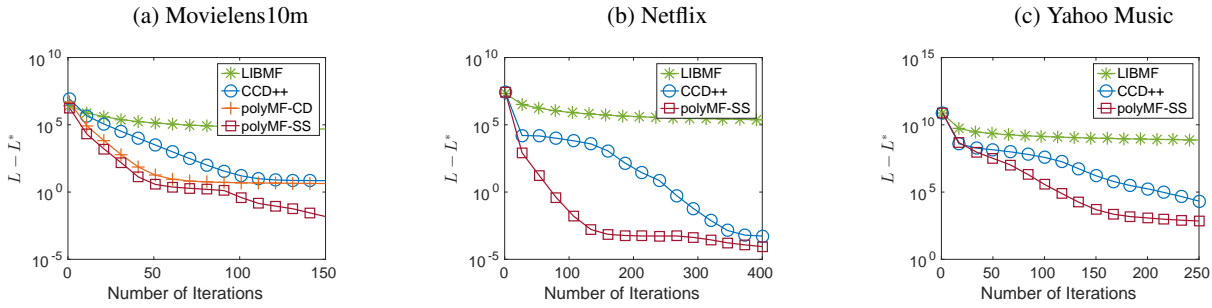 (a) Movielens10m
10^10
10^5
10^0
10^-5
L - L*
0 50 100 150
Number of Iterations
LIBMF
CCD++
polyMF-CD
polyMF-SS
(b) Netflix
10^10
10^5
10^0
10^-5
L - L*
0 100 200 300 400
Number of Iterations
LIBMF
CCD++
polyMF-SS
(c) Yahoo Music
10^15
10^10
10^5
10^0
L - L*
0 50 100 150 200 250
Number of Iterations
LIBMF
CCD++
polyMF-SS